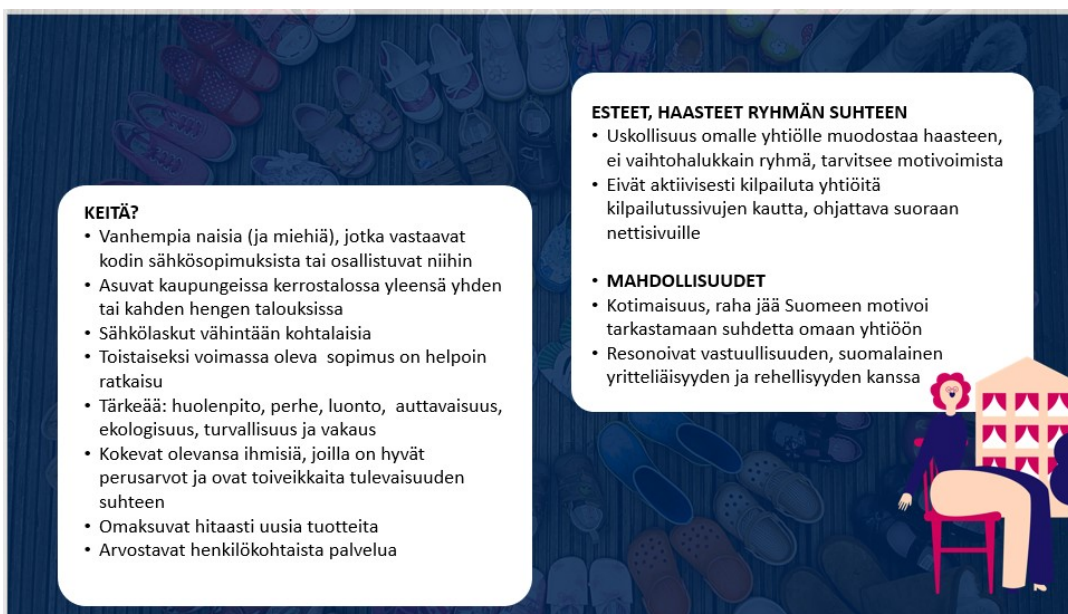 KEITÄ?
• Vanhempia naisia (ja miehiä), jotka vastaavat
kodin sähkösopimuksista tai osallistuvat niihin
• Asuvat kaupungeissa kerrostalossa yleensä yhden
tai kahden hengen talouksissa
• Sähkölaskut vähintään kohtalaisia
• Toistaiseksi voimassa oleva  sopimus on helpoin
ratkaisu
• Tärkeää: huolenpito, perhe, luonto,  auttavaisuus,
ekologisuus, turvallisuus ja vakaus
• Kokevat olevansa ihmisiä, joilla on hyvät
perusarvot ja ovat toiveikkaita tulevaisuuden
suhteen
• Omaksuvat hitaasti uusia tuotteita
• Arvostavat henkilökohtaista palvelua
ESTEET, HAASTEET RYHMÄN SUHTEEN
• Uskollisuus omalle yhtiölle muodostaa haasteen,
ei vaihtohalukkain ryhmä, tarvitsee motivoimista
• Eivät aktiivisesti kilpailuta yhtiöitä
kilpailutussivujen kautta, ohjattava suoraan
nettisivuille
• MAHDOLLISUUDET
• Kotimaisuus, raha jää Suomeen motivoi
tarkastamaan suhdetta omaan yhtiöön
• Resonoivat vastuullisuuden, suomalainen
yritteliäisyyden ja rehellisyyden kanssa